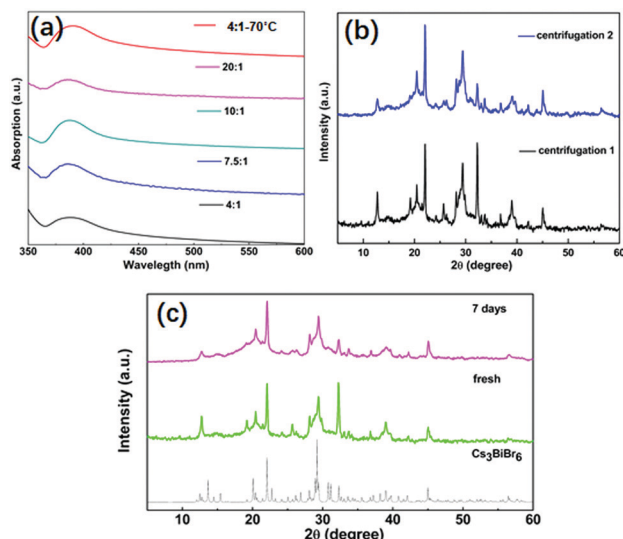 (a)
4:1-70°C
20:1
10:1
7.5:1
4:1
Absorption (a.u.)
350 400 450 500 550 600
Wavelegth (nm)
(b)
centrifugation 2
centrifugation 1
Intensity (a.u.)
10 20 30 40 50 60
2θ (degree)
(c)
7 days
fresh
Cs3BiBr6
Intensity (a.u.)
10 20 30 40 50 60
2θ (degree)